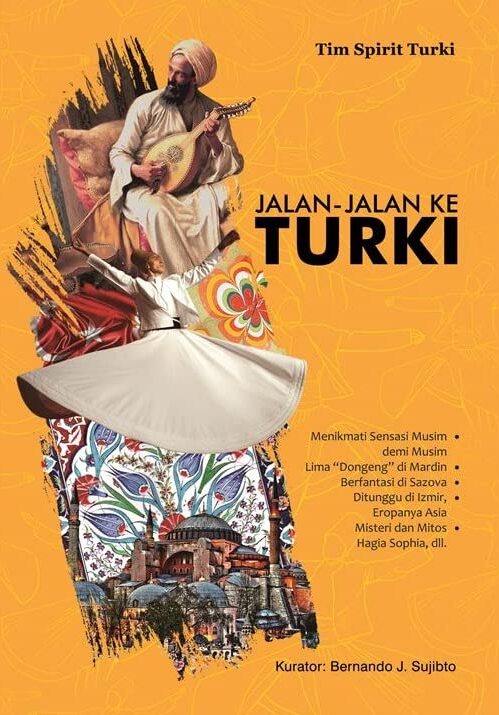 Tim Spirit Turki
JALAN-JALAN KE
TURKI
Menikmati Sensasi Musim •
demi Musim
Lima "Dongeng" di Mardin •
Berfantasi di Sazova •
Ditunggu di Izmir, •
Eropanya Asia
Misteri dan Mitos •
Hagia Sophia, dll.
Kurator: Bernando J. Sujibto